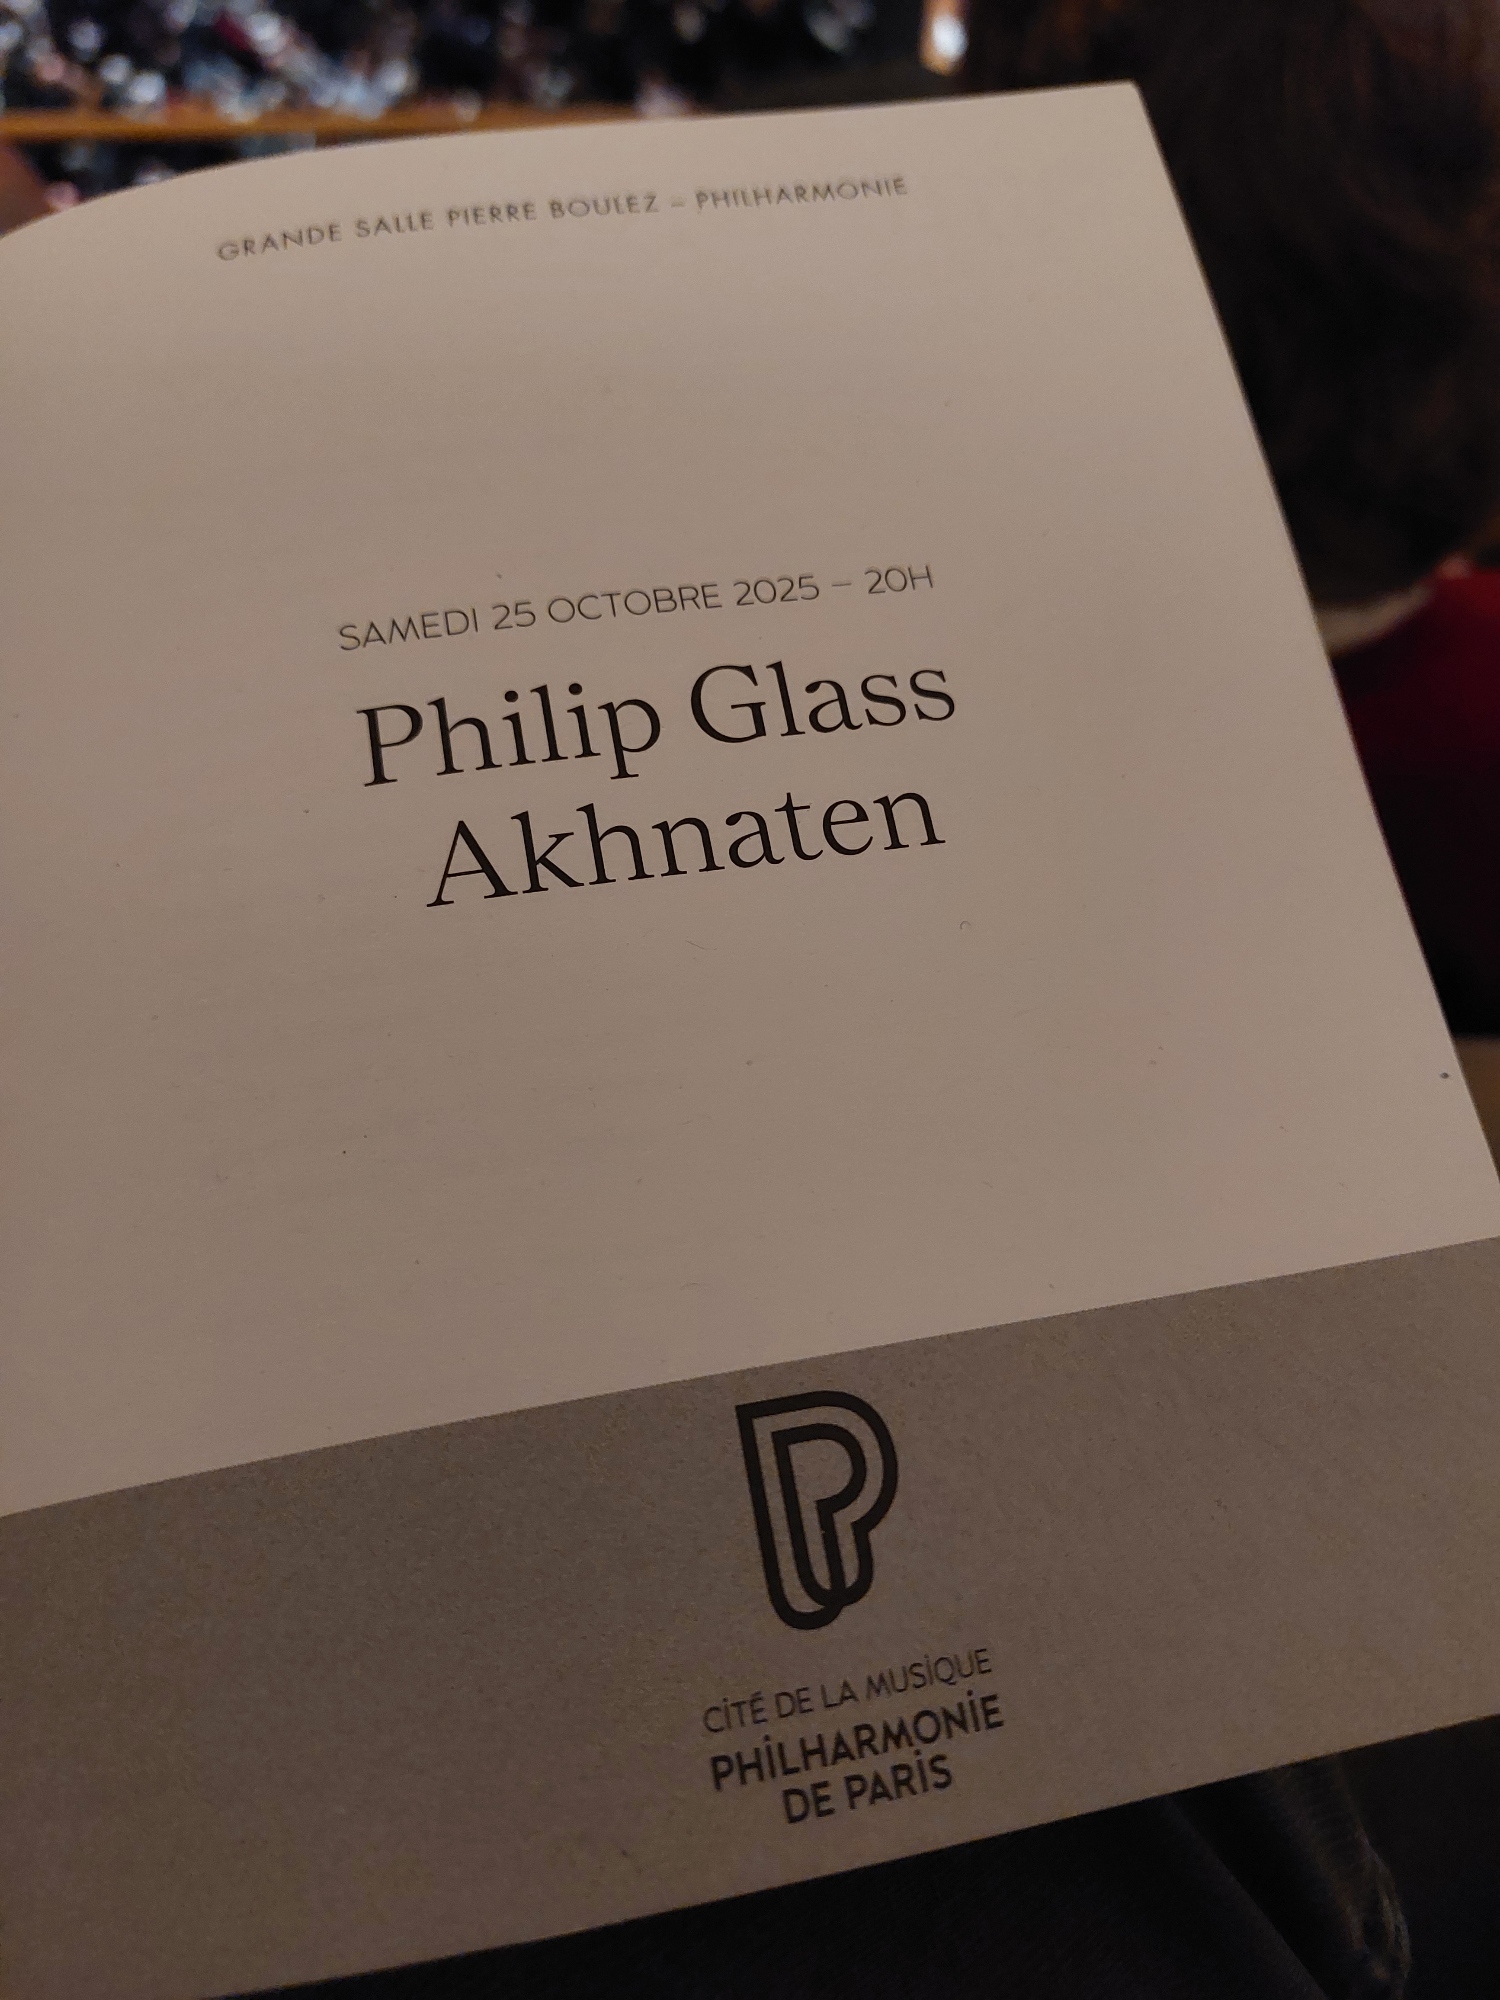 GRANDE SALLE PIERRE BOULEZ – PHILHARMONIE
SAMEDI 25 OCTOBRE 2025 – 20H
Philip Glass
Akhnaten
CITÉ DE LA MUSIQUE
PHILHARMONIE
DE PARIS